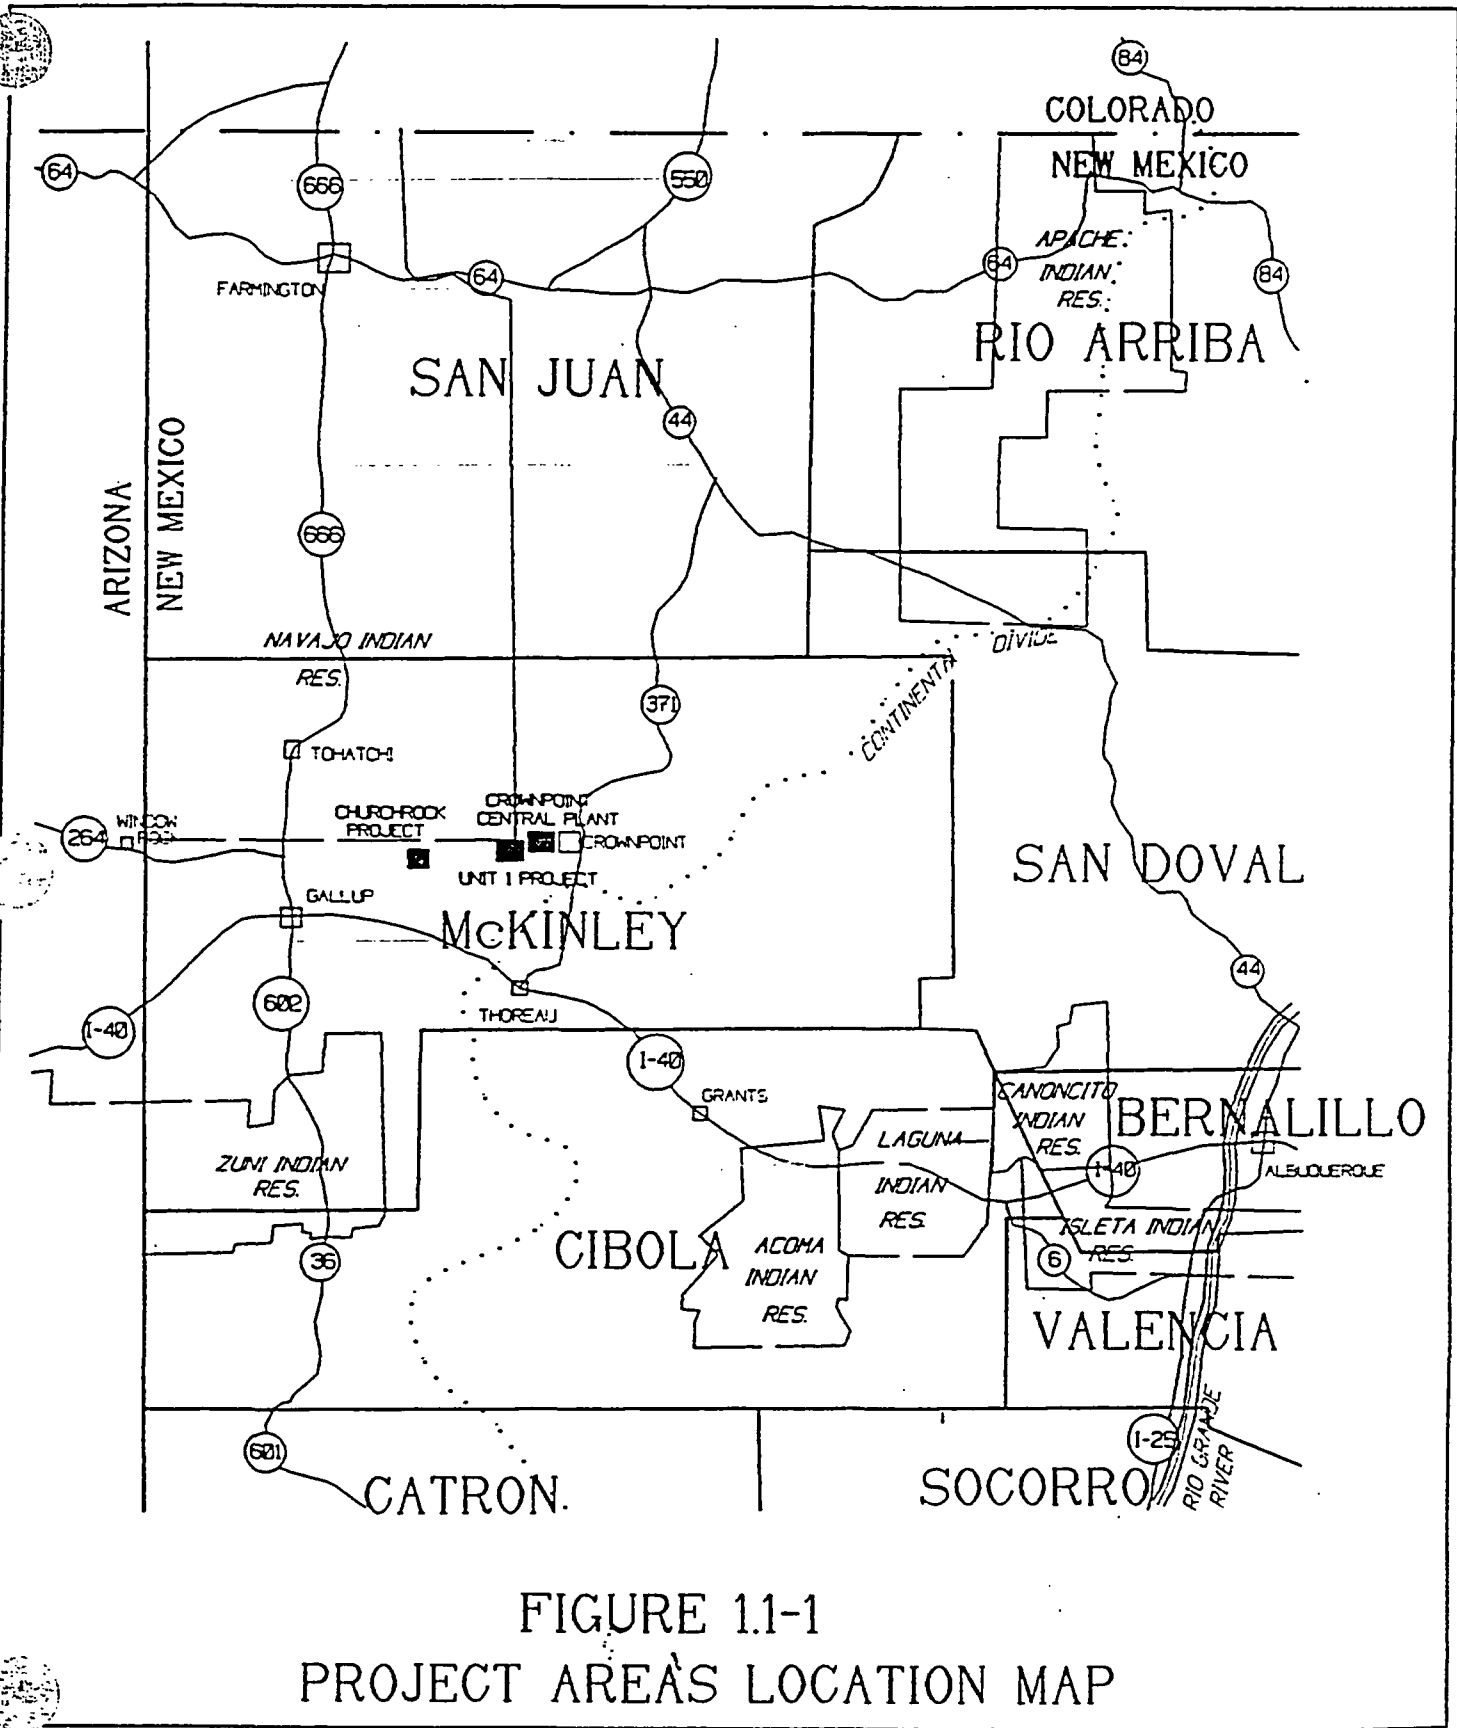 84
COLORADO
NEW MEXICO
64
666
550
APACHE
INDIAN
RES.
64
64
84
FARMINGTON
RIO ARRIBA
SAN JUAN
44
ARIZONA
NEW MEXICO
666
NAVAJO INDIAN
RES.
DIVIDE
CONTINENTAL
371
TOHATCHI
CHURCHROCK
PROJECT
CROWNPOINT
CENTRAL PLANT
CROWNPOINT
UNIT 1 PROJECT
264
WINDOW
ROCK
SAN DOVAL
GALLUP
McKINLEY
44
602
THOREAU
I-40
I-40
GRANTS
CANONCITO
INDIAN
RES.
BERNALILLO
LAGUNA
INDIAN
RES.
I-40
ALBUQUERQUE
ZUNI INDIAN
RES.
ISLETA INDIAN
RES.
CIBOLA
ACOMA
INDIAN
RES.
36
6
VALENCIA
601
I-25
RIO GRANDE
RIVER
CATRON
SOCORRO
FIGURE 1.1-1
PROJECT AREAS LOCATION MAP